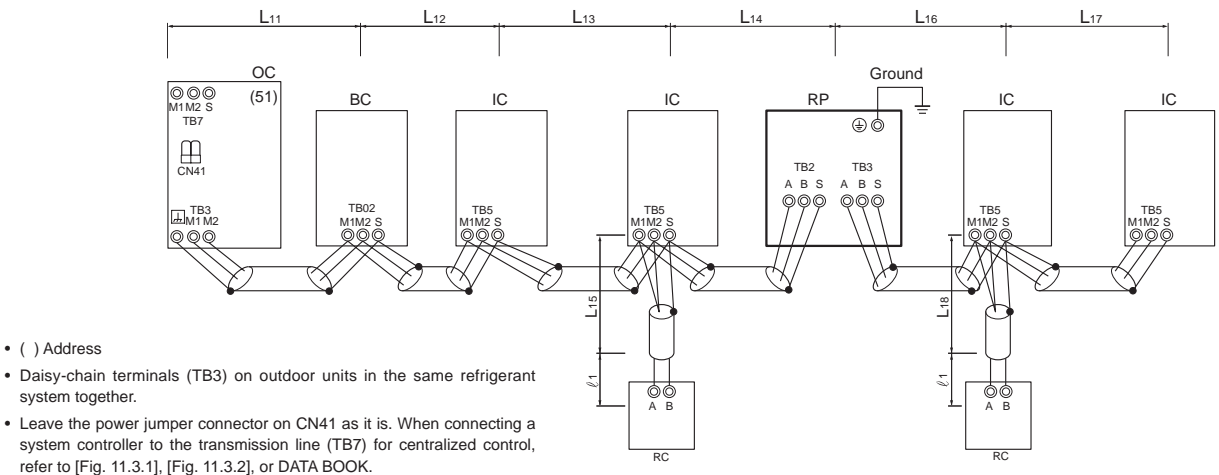 L11 L12 L13 L14 L16 L17
OC
(51)
BC
IC
IC
RP
Ground
IC
IC
M1 M2 S
TB7
CN41
TB3
M1 M2
TB02
M1M2 S
TB5
M1M2 S
TB5
M1M2 S
TB2
A B S
TB3
A B S
TB5
M1M2 S
TB5
M1M2 S
L15
ℓ1
A B
RC
L18
ℓ1
A B
RC
• ( ) Address
• Daisy-chain terminals (TB3) on outdoor units in the same refrigerant
system together.
• Leave the power jumper connector on CN41 as it is. When connecting a
system controller to the transmission line (TB7) for centralized control,
refer to [Fig. 11.3.1], [Fig. 11.3.2], or DATA BOOK.